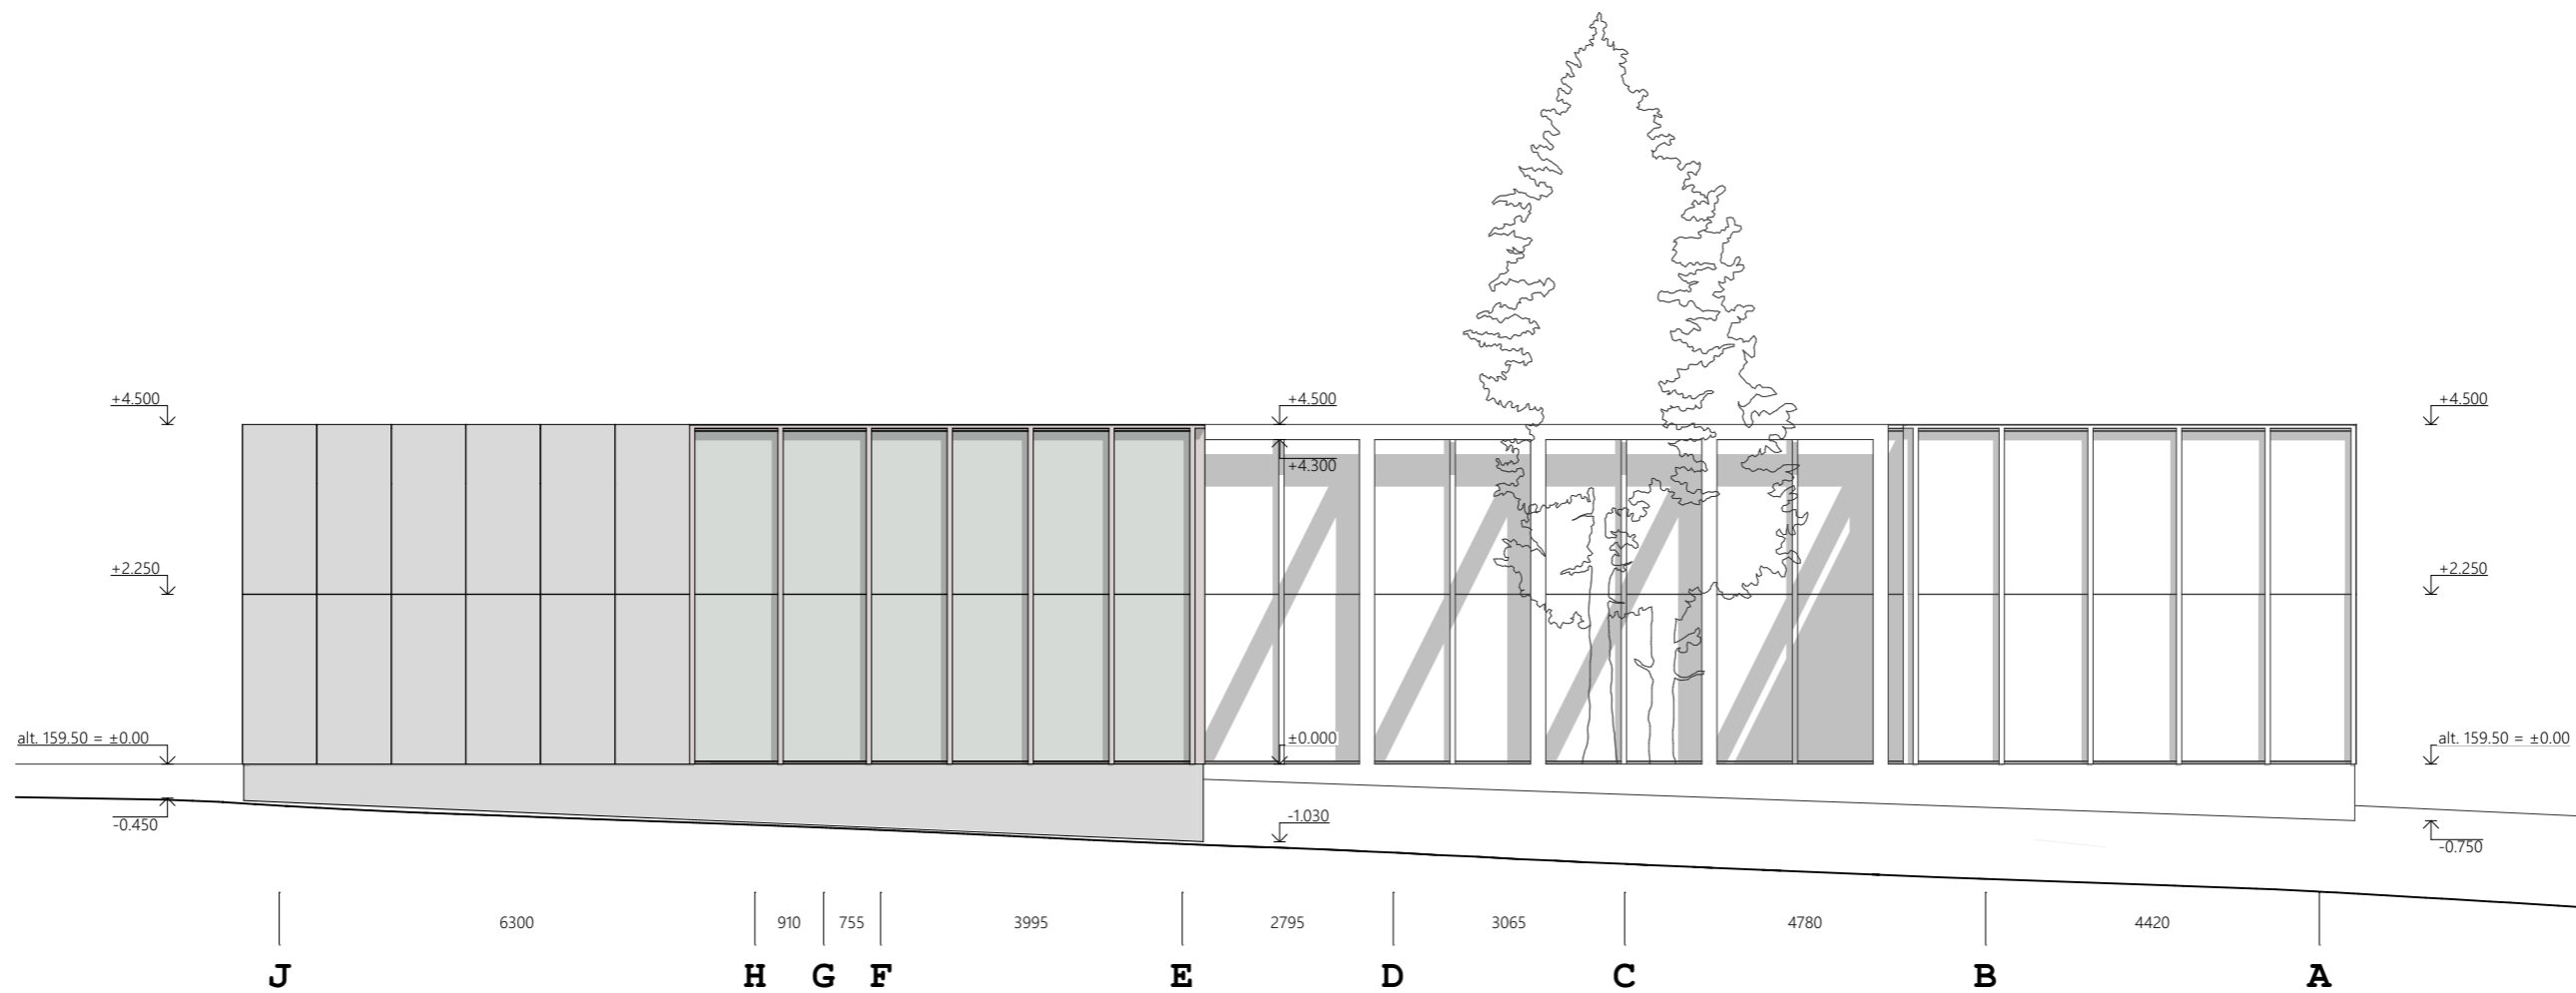 +4.500
+4.500
+4.500
+4.300
+2.250
+2.250
alt. 159.50 = ±0.00
±0.000
alt. 159.50 = ±0.00
-0.450
-1.030
-0.750
6300
910
755
3995
2795
3065
4780
4420
J
H
G
F
E
D
C
B
A